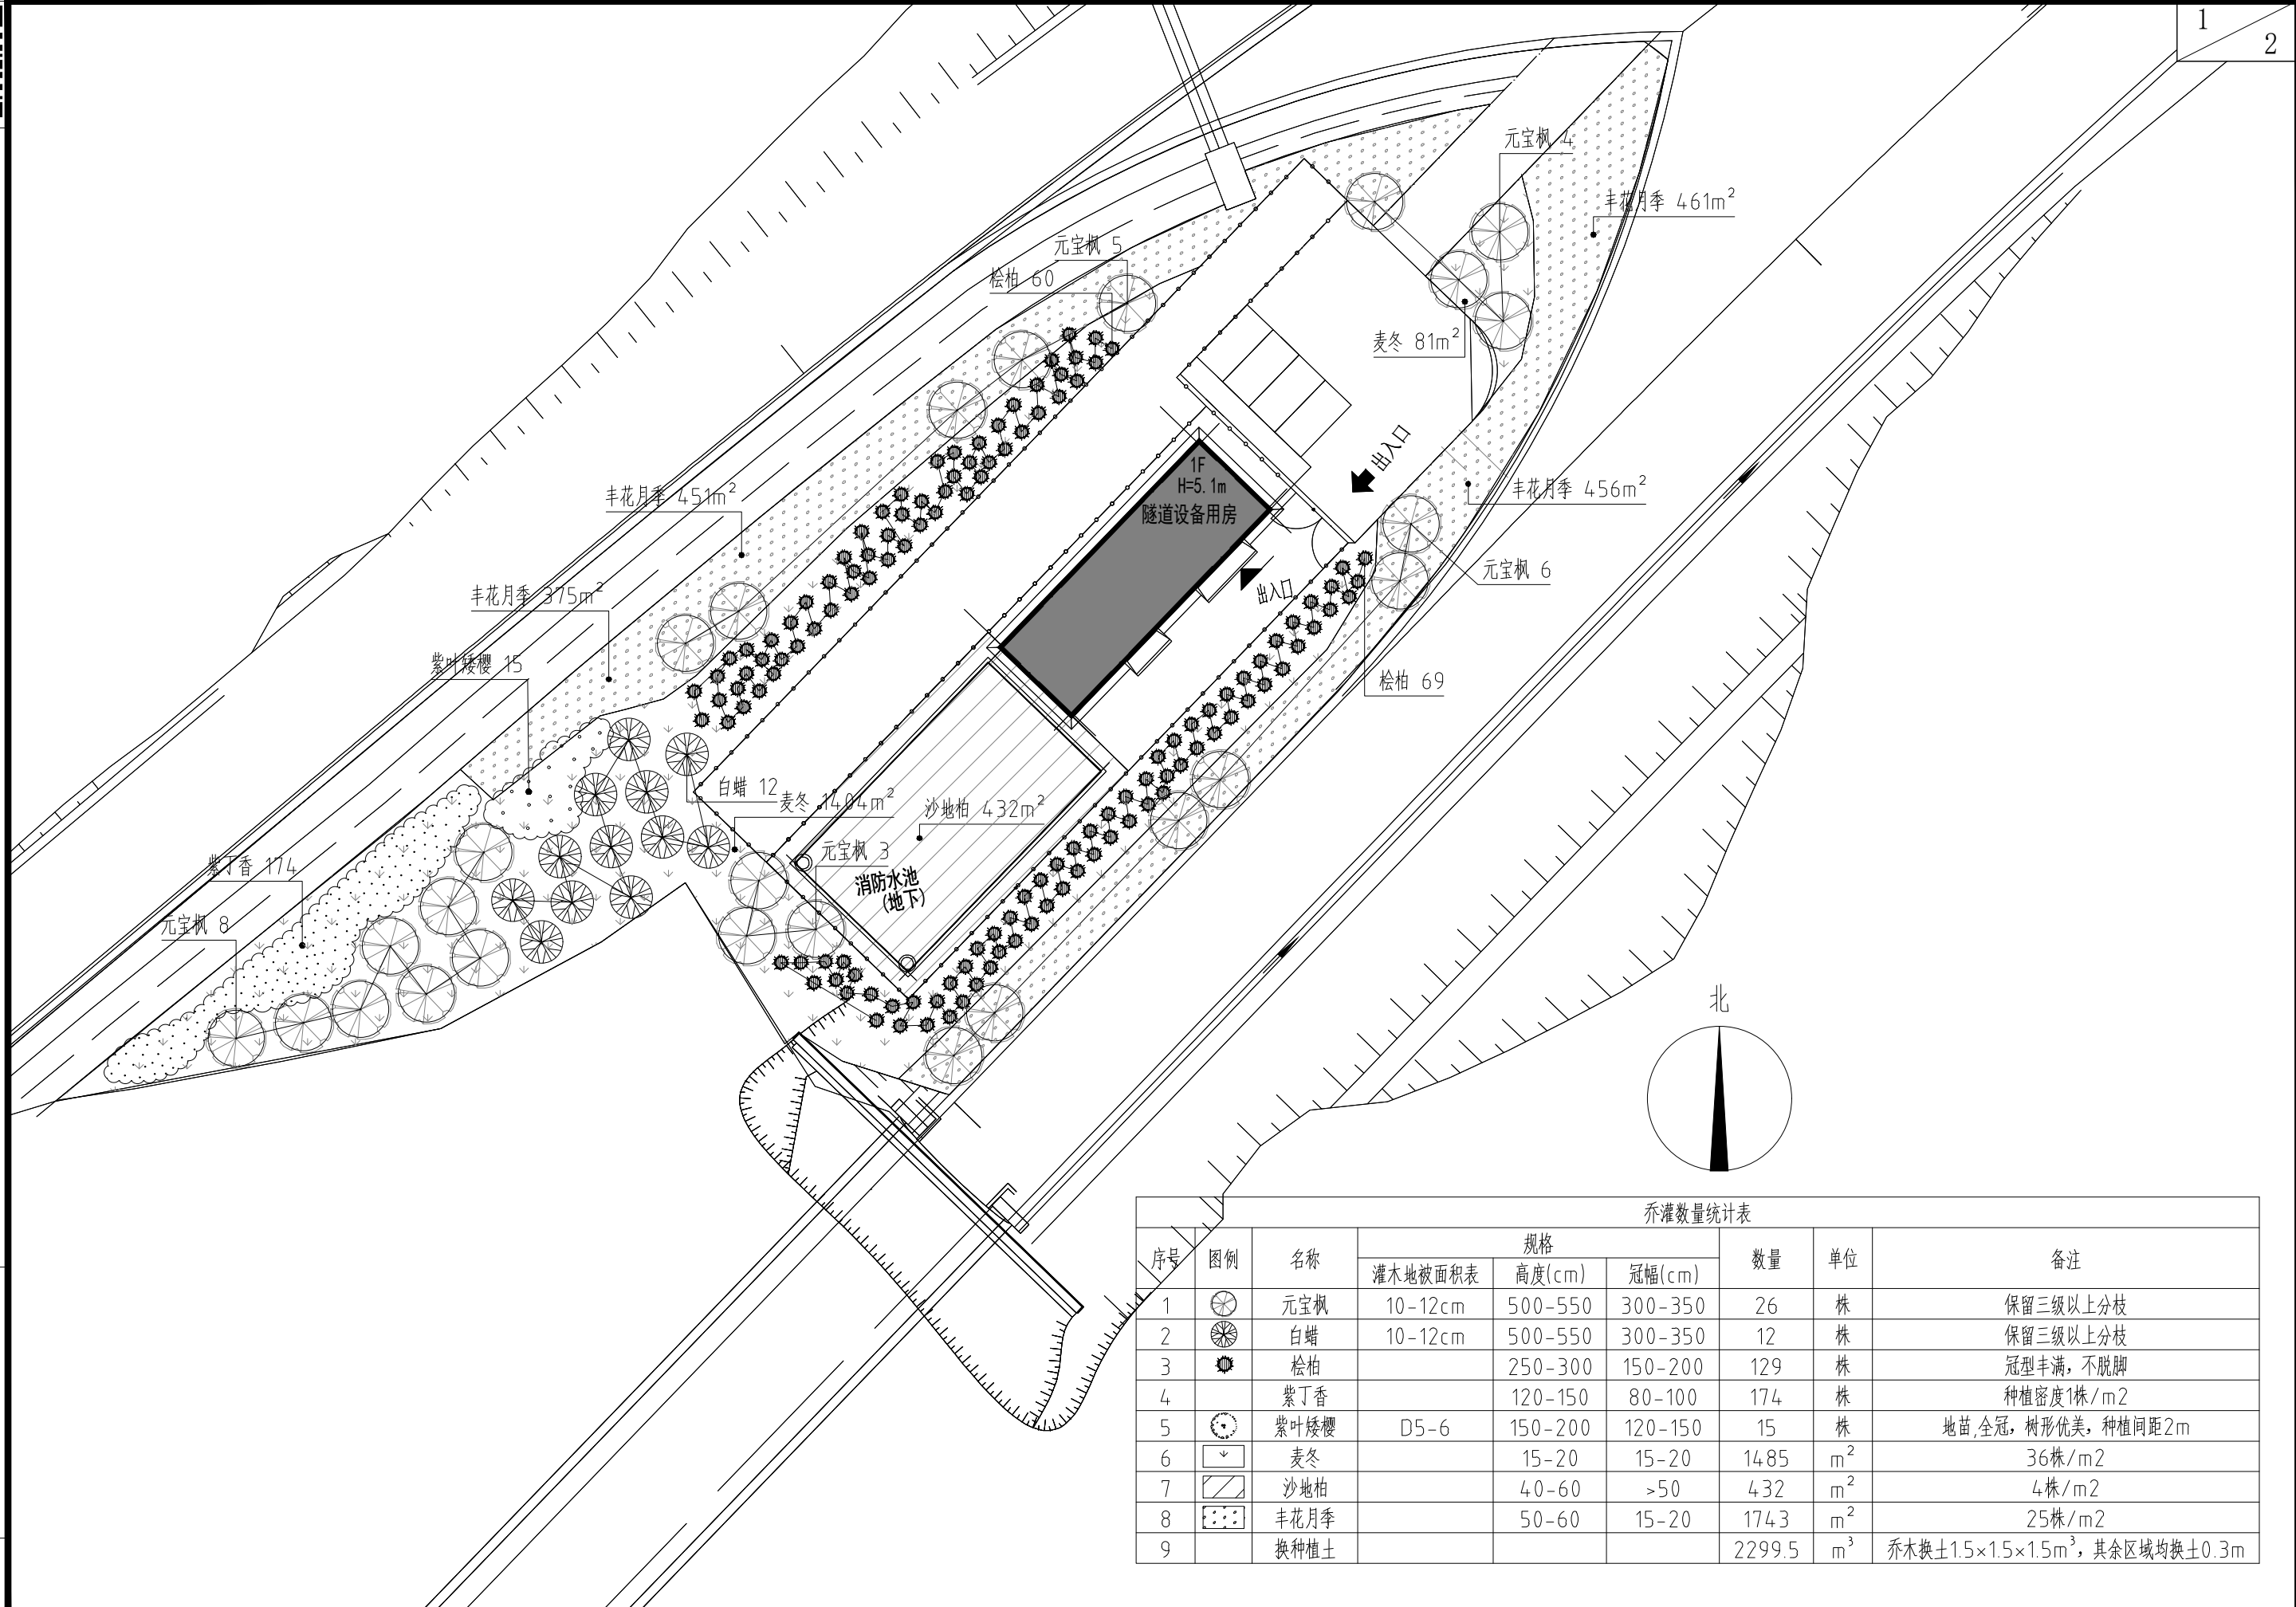 1
2
元宝枫 4
丰花月季 461m²
元宝枫 5
桧柏 60
麦冬 81m²
出入口
1F
H=5.1m
隧道设备用房
丰花月季 451m²
丰花月季 456m²
元宝枫 6
出入口
丰花月季 375m²
紫叶矮樱 15
桧柏 69
白蜡 12
麦冬 1404m²
沙地柏 432m²
元宝枫 3
消防水池
(地下)
紫丁香 174
元宝枫 8
北
乔灌数量统计表
序号 图例 名称 规格 数量 单位 备注
灌木地被面积表 高度(cm) 冠幅(cm)
1 元宝枫 10-12cm 500-550 300-350 26 株 保留三级以上分枝
2 白蜡 10-12cm 500-550 300-350 12 株 保留三级以上分枝
3 桧柏 250-300 150-200 129 株 冠型丰满，不脱脚
4 紫丁香 120-150 80-100 174 株 种植密度1株/m2
5 紫叶矮樱 D5-6 150-200 120-150 15 株 地苗,全冠，树形优美，种植间距2m
6 麦冬 15-20 15-20 1485 m² 36株/m2
7 沙地柏 40-60 >50 432 m² 4株/m2
8 丰花月季 50-60 15-20 1743 m² 25株/m2
9 换种植土 2299.5 m³ 乔木换土1.5×1.5×1.5m³，其余区域均换土0.3m